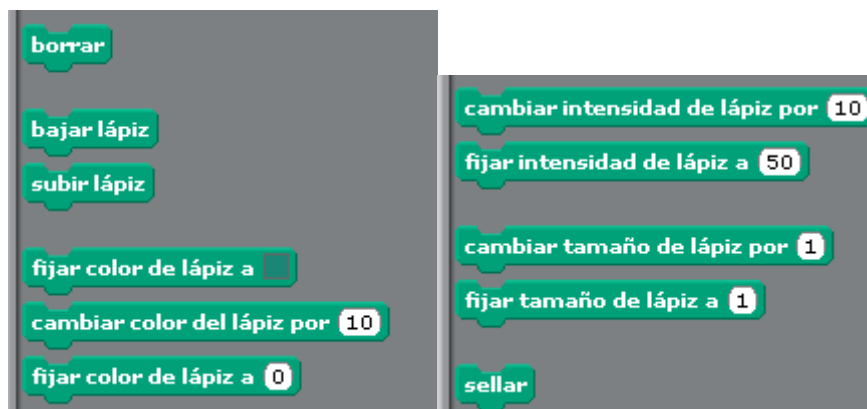 borrar
bajar lápiz
subir lápiz
fijar color de lápiz a
cambiar color del lápiz por 10
fijar color de lápiz a 0
cambiar intensidad de lápiz por 10
fijar intensidad de lápiz a 50
cambiar tamaño de lápiz por 1
fijar tamaño de lápiz a 1
sellar